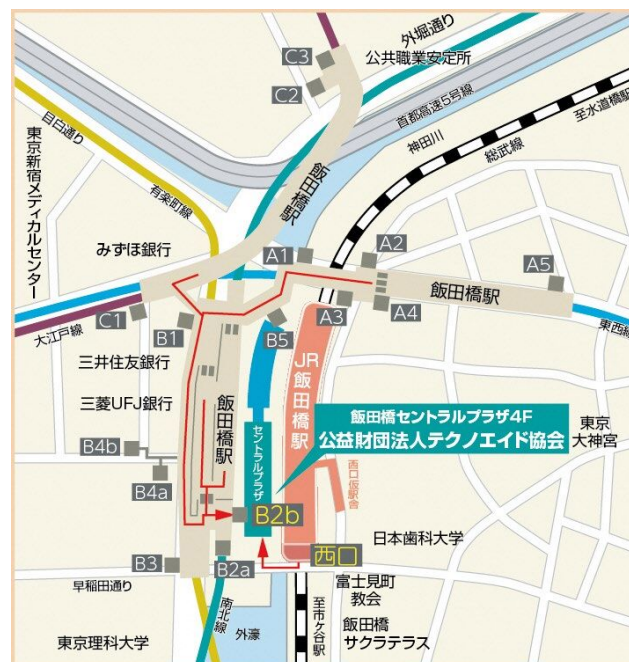 C3
C2
外堀通り
公共職業安定所
首都高速5号線
至水道橋駅
神田川
総武線
目白通り
東京新宿メディカルセンター
有楽町線
飯田橋駅
みずほ銀行
A1
A2
A5
飯田橋駅
A3
A4
東西線
C1
大江戸線
B1
B5
三井住友銀行
三菱UFJ銀行
飯田橋駅
JR飯田橋駅
飯田橋セントラルプラザ4F
公益財団法人テクノエイド協会
東京
大神宮
セントラルプラザ
B4b
B4a
西口仮駅舎
B2b
日本歯科大学
西口
B3
B2a
早稲田通り
富士見町
教会
南北線
東京理科大学
外濠
至市ヶ谷駅
飯田橋
サクラテラス